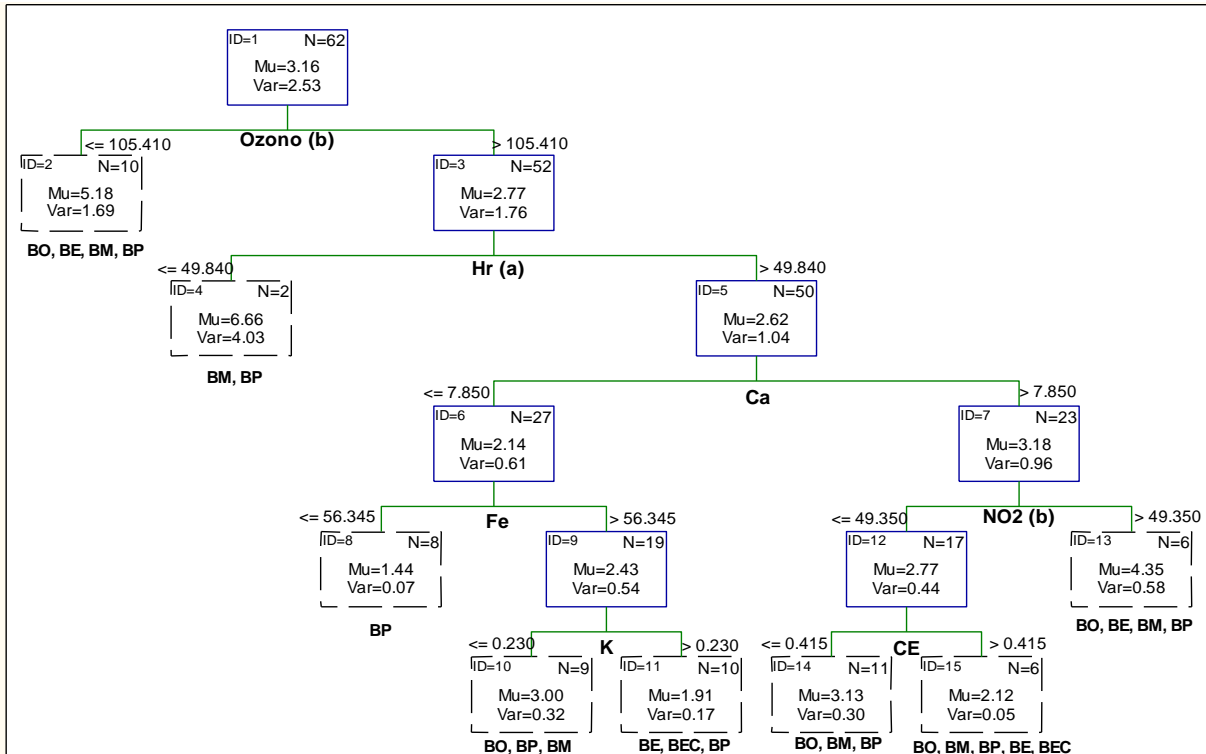 ID=1 N=62
Mu=3.16
Var=2.53
Ozono (b)
<= 105.410
> 105.410
ID=2 N=10
Mu=5.18
Var=1.69
BO, BE, BM, BP
ID=3 N=52
Mu=2.77
Var=1.76
Hr (a)
<= 49.840
> 49.840
ID=4 N=2
Mu=6.66
Var=4.03
BM, BP
ID=5 N=50
Mu=2.62
Var=1.04
Ca
<= 7.850
> 7.850
ID=6 N=27
Mu=2.14
Var=0.61
ID=7 N=23
Mu=3.18
Var=0.96
Fe
<= 56.345
> 56.345
NO2 (b)
<= 49.350
> 49.350
ID=8 N=8
Mu=1.44
Var=0.07
BP
ID=9 N=19
Mu=2.43
Var=0.54
ID=12 N=17
Mu=2.77
Var=0.44
ID=13 N=6
Mu=4.35
Var=0.58
BO, BE, BM, BP
K
<= 0.230
> 0.230
CE
<= 0.415
> 0.415
ID=10 N=9
Mu=3.00
Var=0.32
BO, BP, BM
ID=11 N=10
Mu=1.91
Var=0.17
BE, BEC, BP
ID=14 N=11
Mu=3.13
Var=0.30
BO, BM, BP
ID=15 N=6
Mu=2.12
Var=0.05
BO, BM, BP, BE, BEC